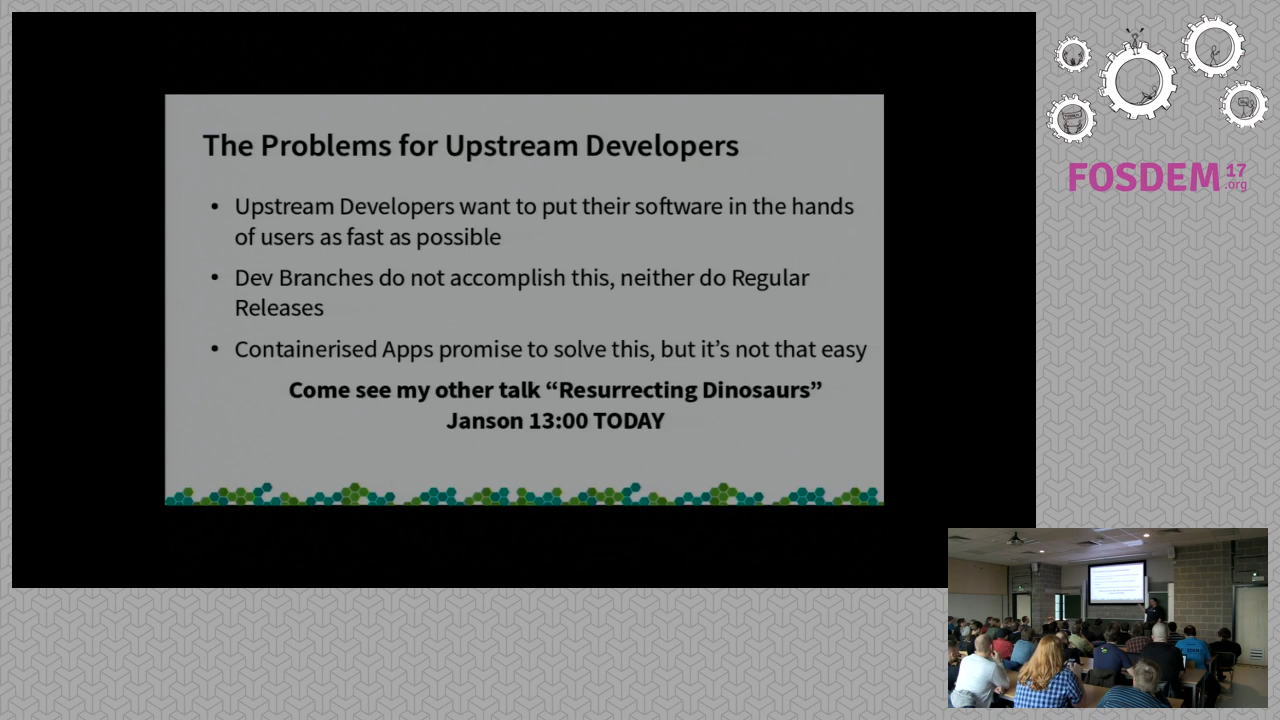 The Problems for Upstream Developers
• Upstream Developers want to put their software in the hands
of users as fast as possible
• Dev Branches do not accomplish this, neither do Regular
Releases
• Containerised Apps promise to solve this, but it’s not that easy
Come see my other talk “Resurrecting Dinosaurs”
Janson 13:00 TODAY
FOSDEM 17
.org